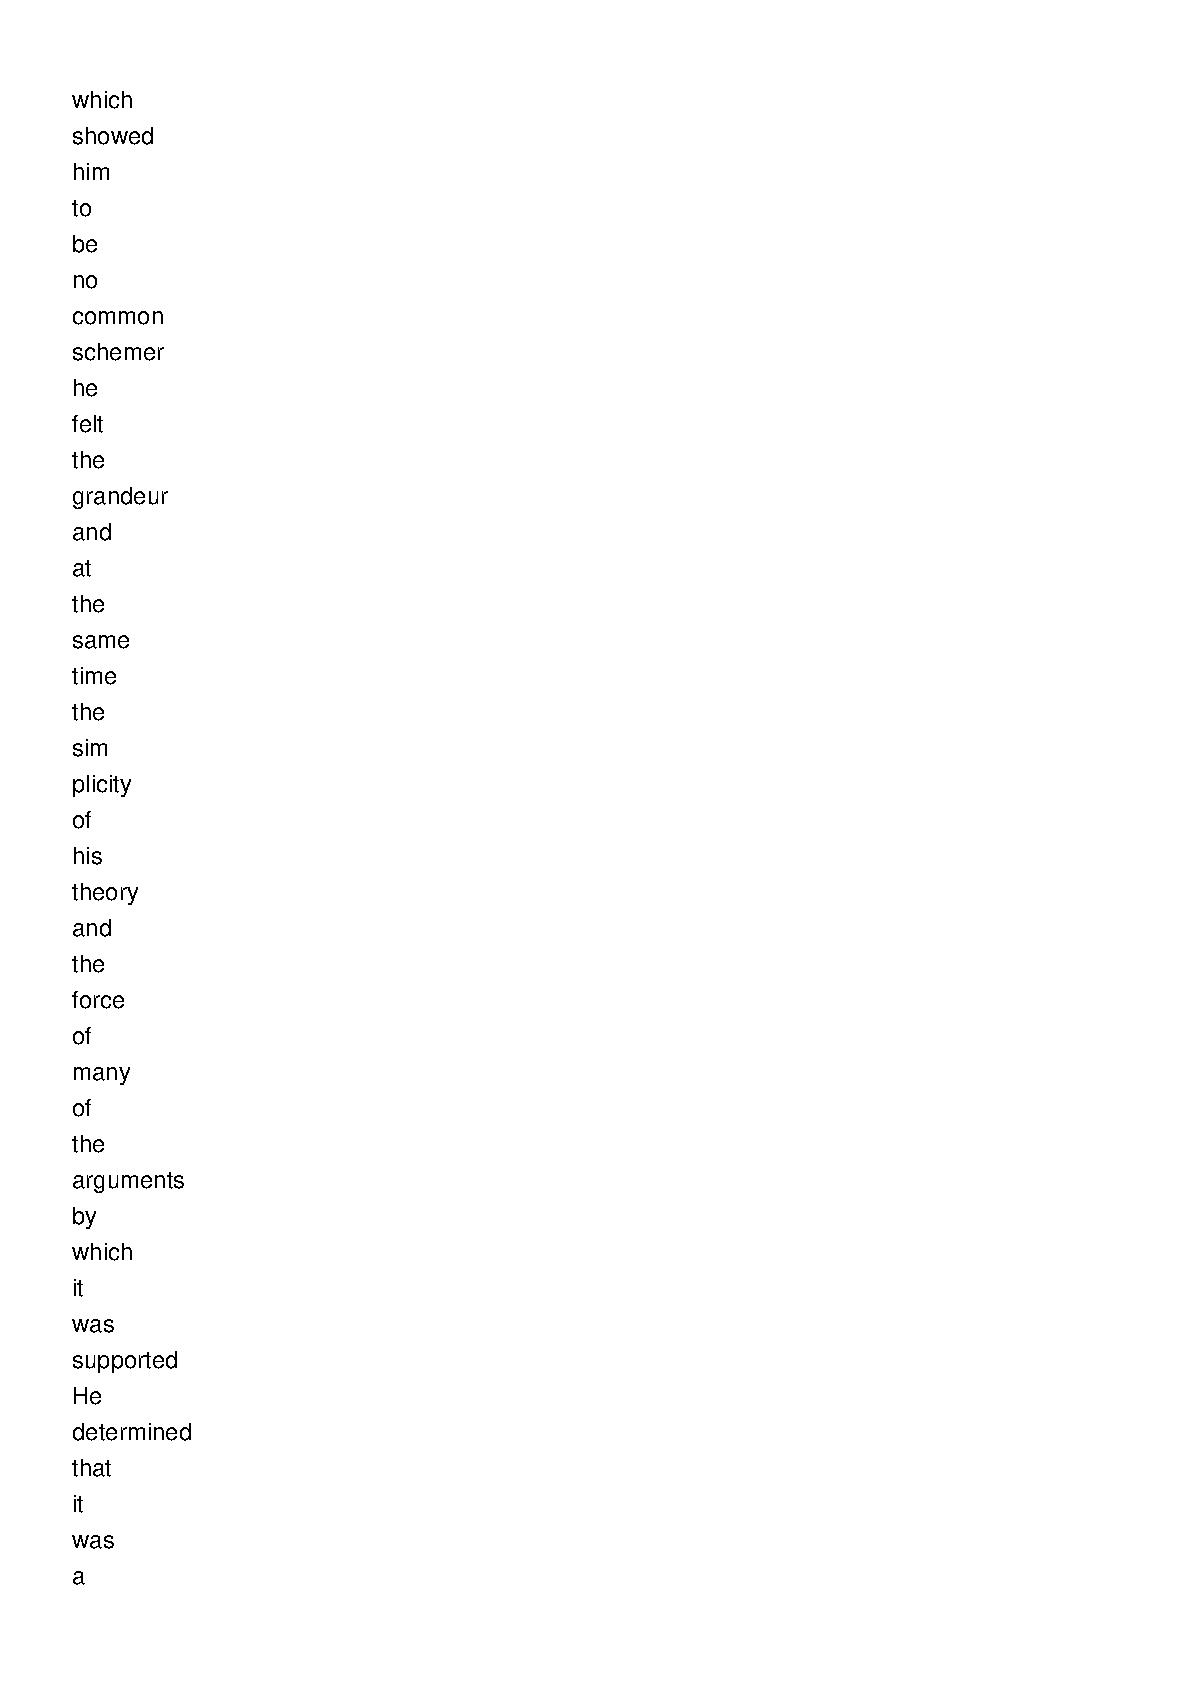 which
showed
him
to
be
no
common
schemer
he
felt
the
grandeur
and
at
the
same
time
the
sim
plicity
of
his
theory
and
the
force
of
many
of
the
arguments
by
which
it
was
supported
He
determined
that
it
was
a